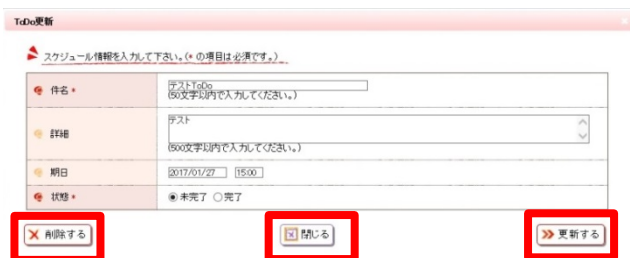 ToDo更新
スケジュール情報を入力して下さい。(* の項目は必須です。)
件名 *
テストToDo
(50文字以内で入力してください。)
詳細
テスト
(500文字以内で入力してください。)
期日
2017/01/27 15:00
状態 *
未完了 完了
削除する 閉じる 更新する